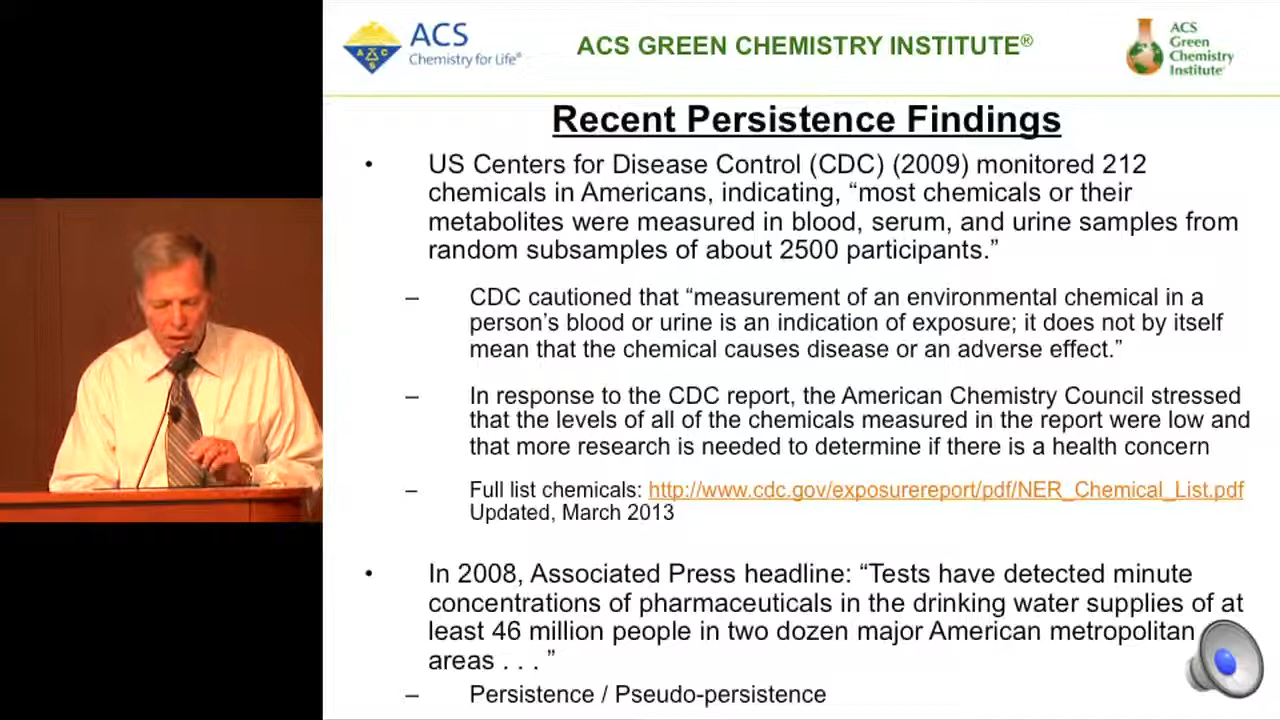 ACS
Chemistry for Life®
A C S
ACS GREEN CHEMISTRY INSTITUTE®
ACS
Green
Chemistry
Institute
Recent Persistence Findings
• US Centers for Disease Control (CDC) (2009) monitored 212
chemicals in Americans, indicating, “most chemicals or their
metabolites were measured in blood, serum, and urine samples from
random subsamples of about 2500 participants.”
– CDC cautioned that “measurement of an environmental chemical in a
person’s blood or urine is an indication of exposure; it does not by itself
mean that the chemical causes disease or an adverse effect.”
– In response to the CDC report, the American Chemistry Council stressed
that the levels of all of the chemicals measured in the report were low and
that more research is needed to determine if there is a health concern
– Full list chemicals: http://www.cdc.gov/exposurereport/pdf/NER_Chemical_List.pdf
Updated, March 2013
• In 2008, Associated Press headline: “Tests have detected minute
concentrations of pharmaceuticals in the drinking water supplies of at
least 46 million people in two dozen major American metropolitan
areas . . . ”
– Persistence / Pseudo-persistence